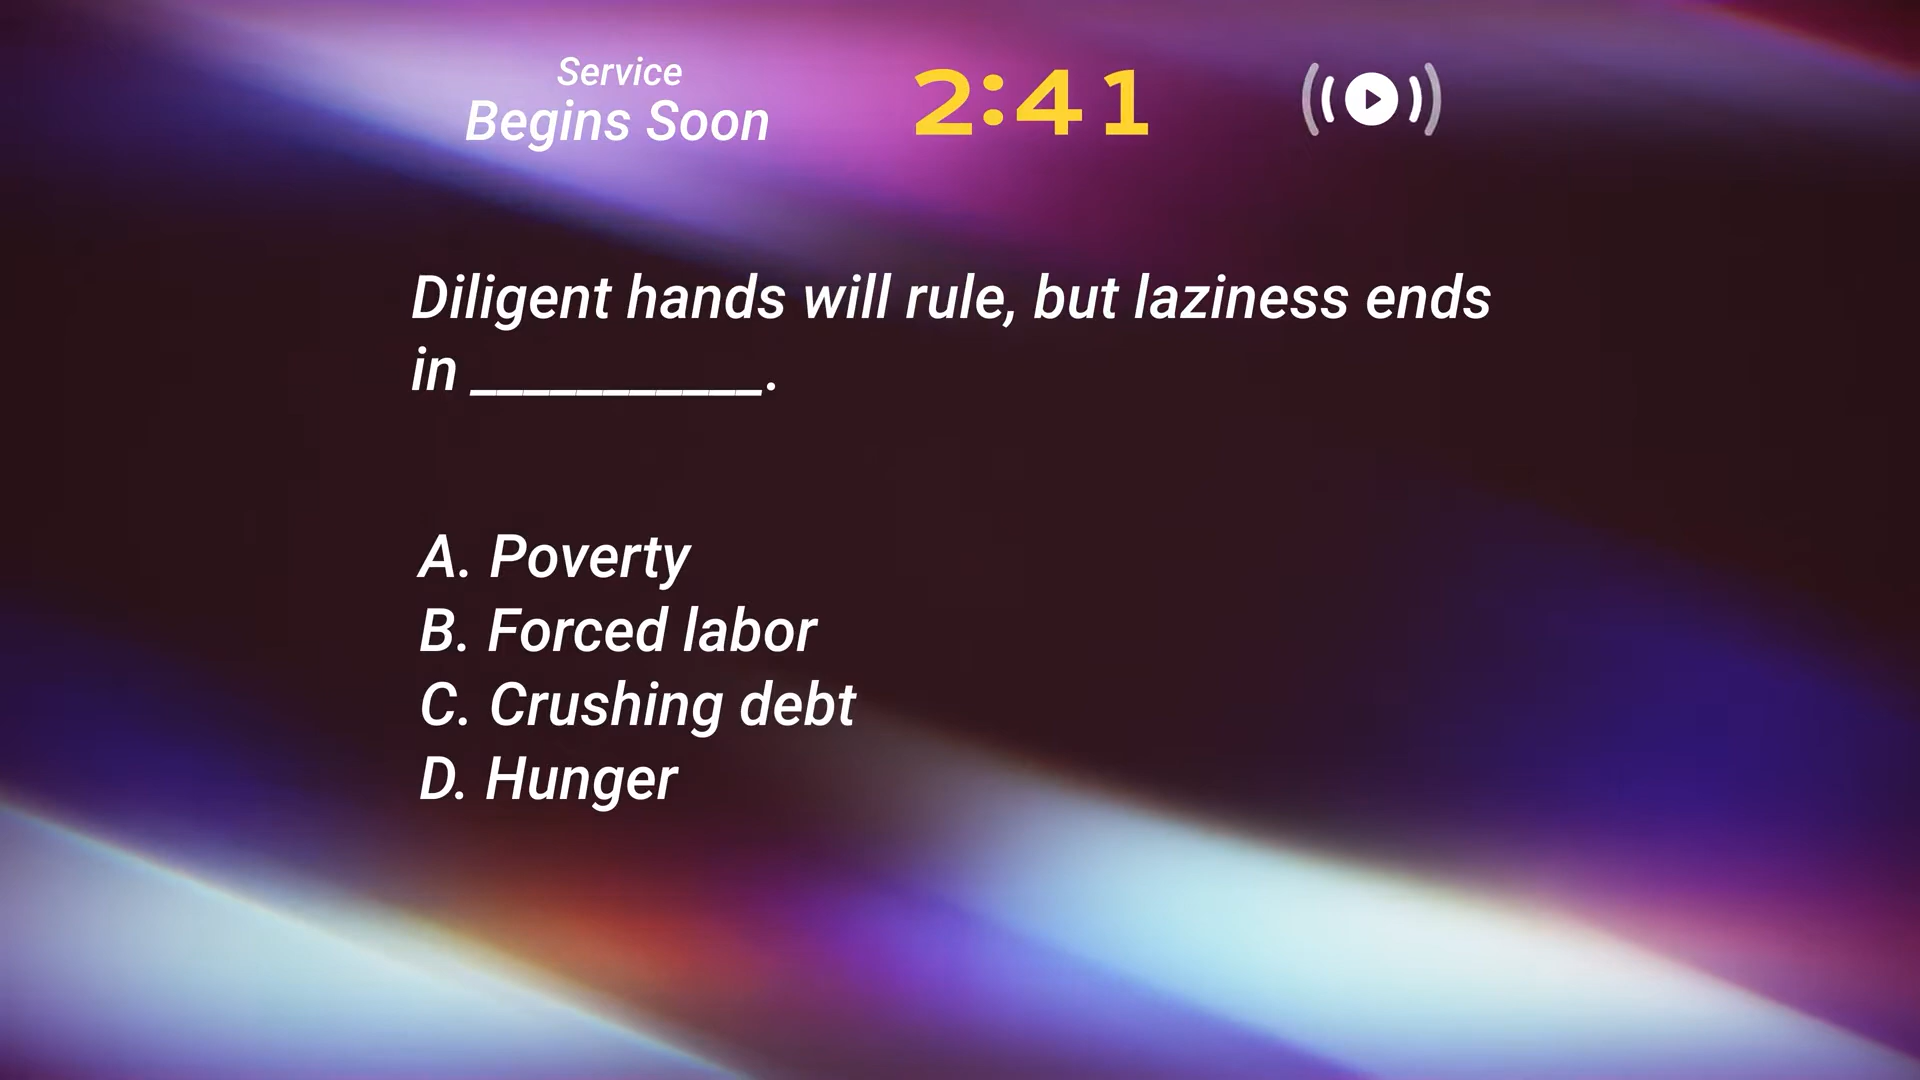 Service
Begins Soon
2:41
Diligent hands will rule, but laziness ends
in ___________.
A. Poverty
B. Forced labor
C. Crushing debt
D. Hunger